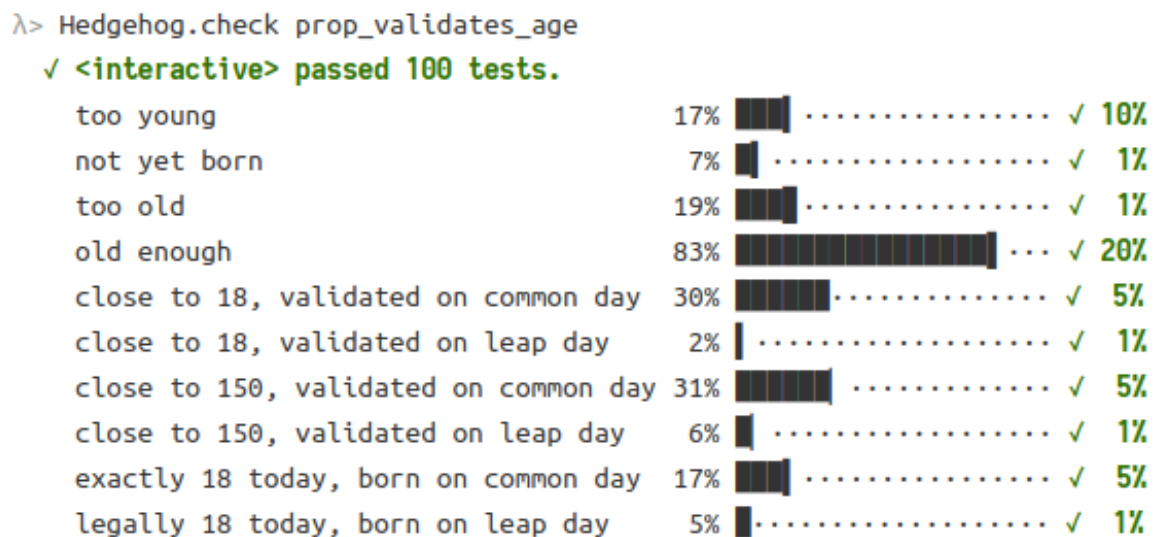 λ> Hedgehog.check prop_validates_age
✓ <interactive> passed 100 tests.
too young 17% ███▌················ ✓ 10%
not yet born 7% █▍·················· ✓ 1%
too old 19% ███▊················ ✓ 1%
old enough 83% ████████████████▌··· ✓ 20%
close to 18, validated on common day 30% ██████·············· ✓ 5%
close to 18, validated on leap day 2% ▍··················· ✓ 1%
close to 150, validated on common day 31% ██████▏············· ✓ 5%
close to 150, validated on leap day 6% █▏·················· ✓ 1%
exactly 18 today, born on common day 17% ███▍················ ✓ 5%
legally 18 today, born on leap day 5% █··················· ✓ 1%